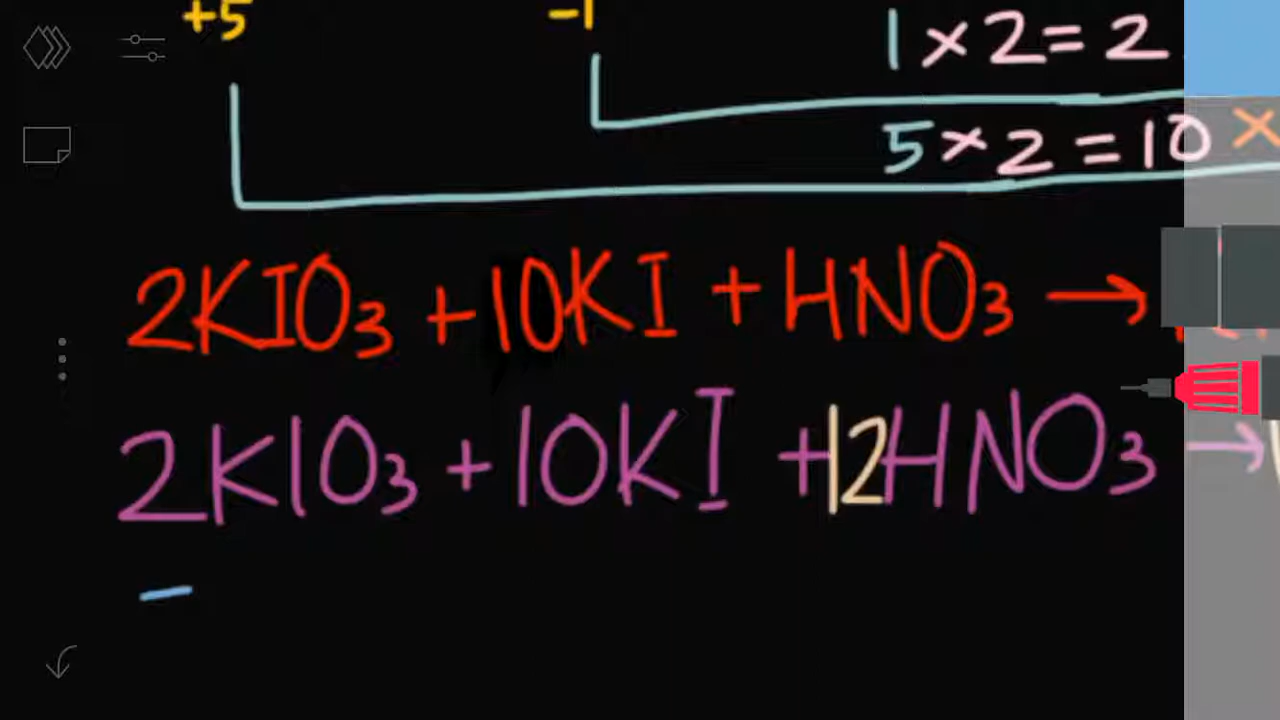 +5 -1 1 × 2 = 2
5 × 2 = 10 ×
2KIO₃ + 10KI + HNO₃ →
2KIO₃ + 10KI + 12HNO₃ →